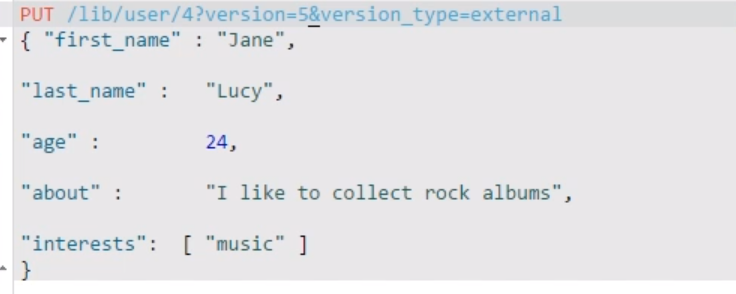 PUT /lib/user/4?version=5&version_type=external
{ "first_name" : "Jane",
"last_name" :   "Lucy",
"age" :         24,
"about" :       "I like to collect rock albums",
"interests":  [ "music" ]
}